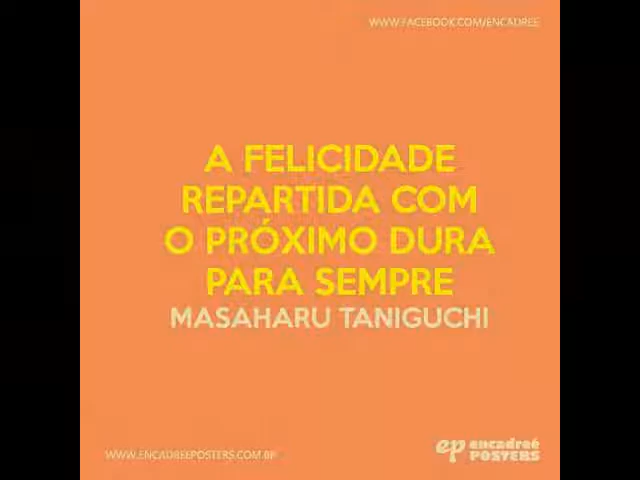 WWW.FACEBOOK.COM/ENCADREE
A FELICIDADE
REPARTIDA COM
O PRÓXIMO DURA
PARA SEMPRE
MASAHARU TANIGUCHI
WWW.ENCADREEPOSTERS.COM.BR
ep encadreé
POSTERS